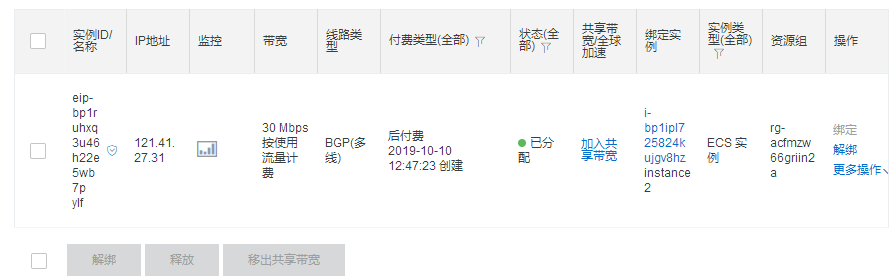 实例ID/
名称
IP地址
监控
带宽
线路类
型
付费类型(全部)
状态(全
部)
共享带
宽/全球
加速
绑定实
例
实例类
型(全部)
资源组
操作
eip-
bp1r
uhxq
3u46
h22e
5wb
7p
ylf
121.41.
27.31
30 Mbps
按使用
流量计
费
BGP(多
线)
后付费
2019-10-10
12:47:23 创建
已分
配
加入共
享带宽
i-
bp1ipl7
25824k
ujgv8hz
instance
2
ECS 实
例
rg-
acfmzw
66griin2
a
绑定
解绑
更多操作
解绑
释放
移出共享带宽